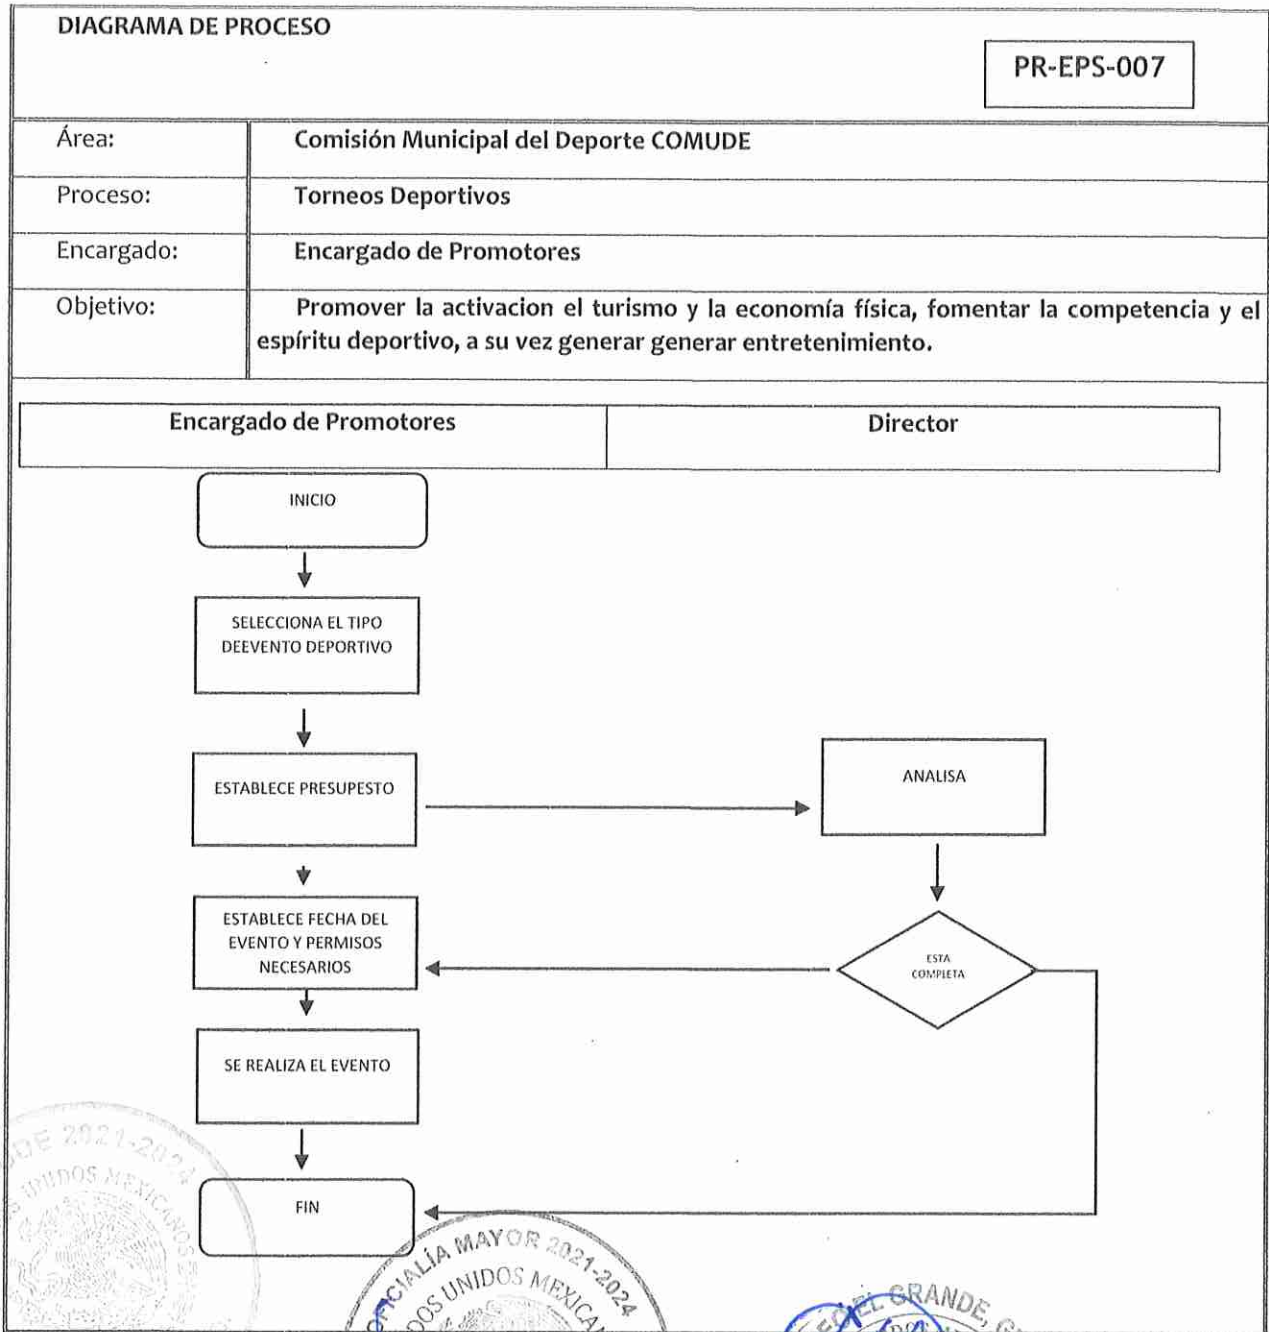 DIAGRAMA DE PROCESO
PR-EPS-007
Área: Comisión Municipal del Deporte COMUDE
Proceso: Torneos Deportivos
Encargado: Encargado de Promotores
Objetivo: Promover la activacion el turismo y la economía física, fomentar la competencia y el
espíritu deportivo, a su vez generar generar entretenimiento.
Encargado de Promotores
Director
INICIO
SELECCIONA EL TIPO
DEEVENTO DEPORTIVO
ESTABLECE PRESUPESTO
ANALISA
ESTABLECE FECHA DEL
EVENTO Y PERMISOS
NECESARIOS
ESTA
COMPLETA
SE REALIZA EL EVENTO
FIN
DE 2021-2024
UNIDOS MEXICANOS
OFICIALÍA MAYOR 2021-2024
UNIDOS
EL GRANDE,